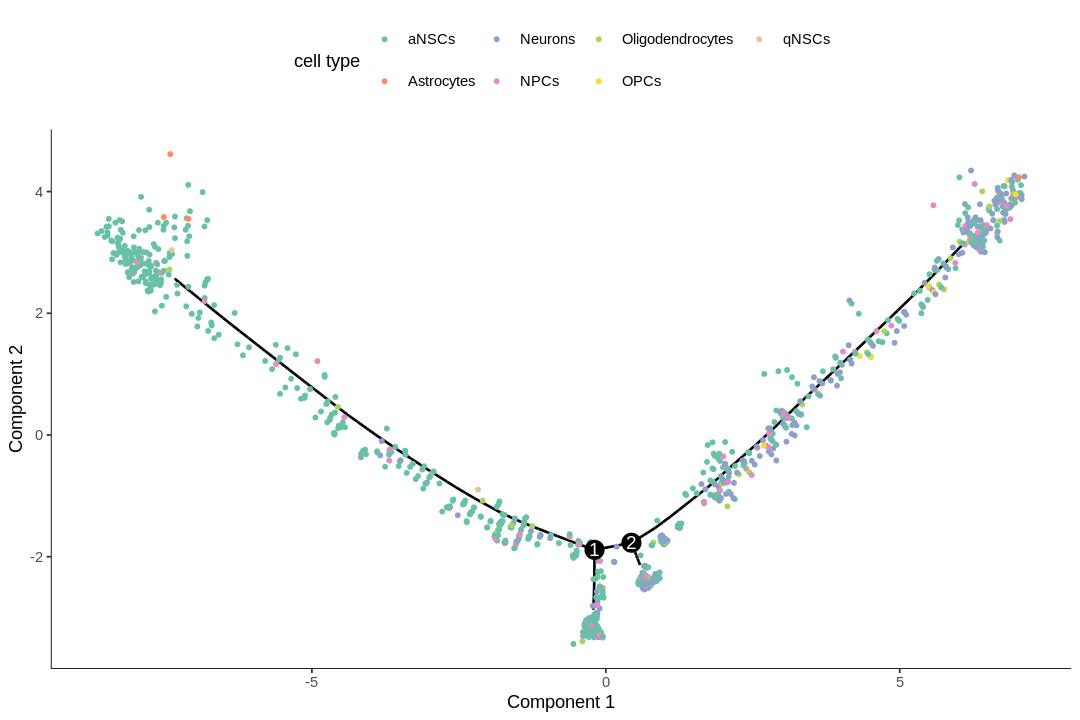 cell type
aNSCs Neurons Oligodendrocytes qNSCs
Astrocytes NPCs OPCs
Component 2
4
2
0
-2
1 2
-5 0 5
Component 1